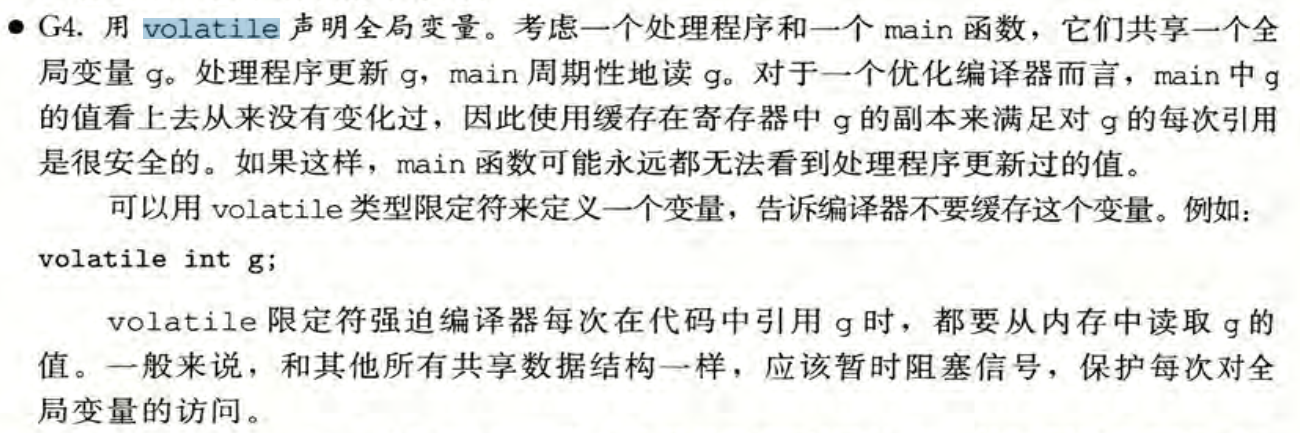 ● G4. 用 volatile 声明全局变量。考虑一个处理程序和一个 main 函数，它们共享一个全
局变量 g。处理程序更新 g，main 周期性地读 g。对于一个优化编译器而言，main 中 g
的值看上去从来没有变化过，因此使用缓存在寄存器中 g 的副本来满足对 g 的每次引用
是很安全的。如果这样，main 函数可能永远都无法看到处理程序更新过的值。
可以用 volatile 类型限定符来定义一个变量，告诉编译器不要缓存这个变量。例如：
volatile int g;
volatile 限定符强迫编译器每次在代码中引用 g 时，都要从内存中读取 g 的
值。一般来说，和其他所有共享数据结构一样，应该暂时阻塞信号，保护每次对全
局变量的访问。